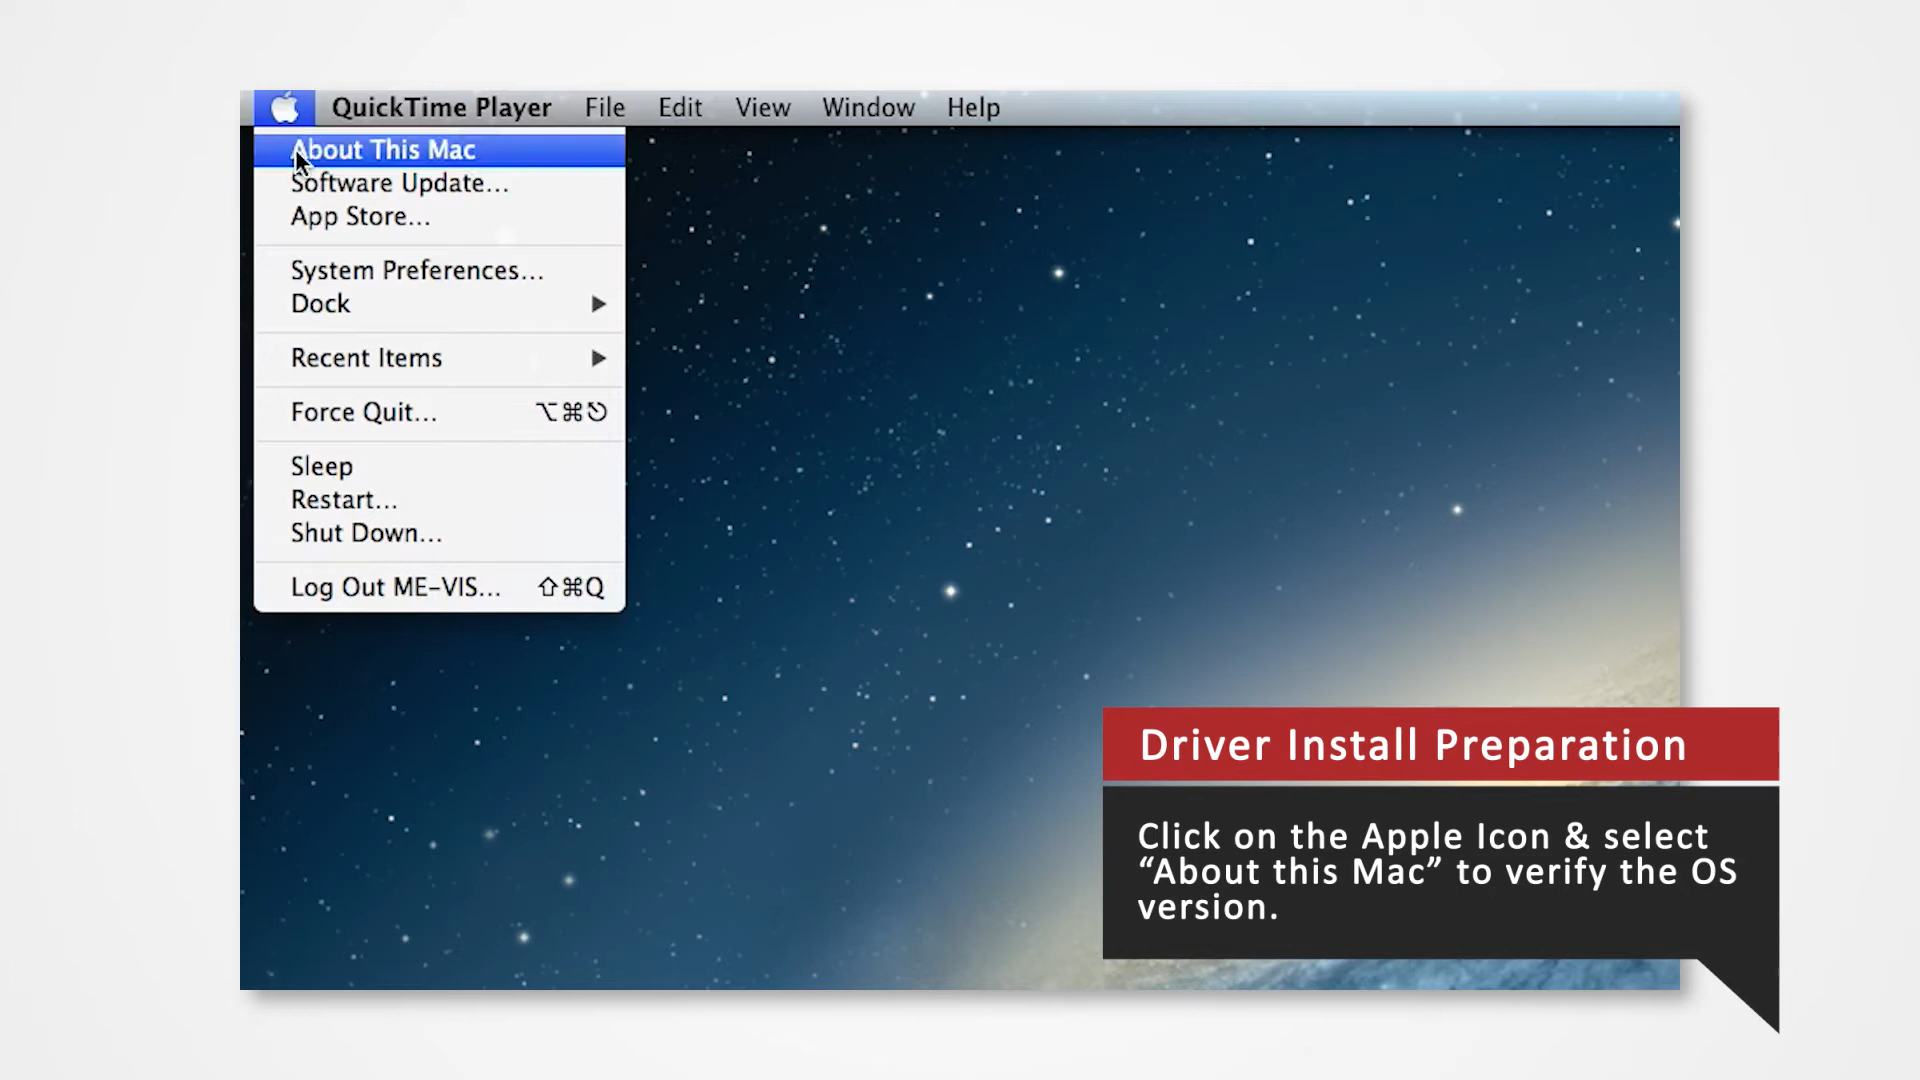 QuickTime Player File Edit View Window Help
About This Mac
Software Update...
App Store...
System Preferences...
Dock ▶
Recent Items ▶
Force Quit... ⌥⌘⎋
Sleep
Restart...
Shut Down...
Log Out ME-VIS... ⇧⌘Q
Driver Install Preparation
Click on the Apple Icon & select
“About this Mac” to verify the OS
version.